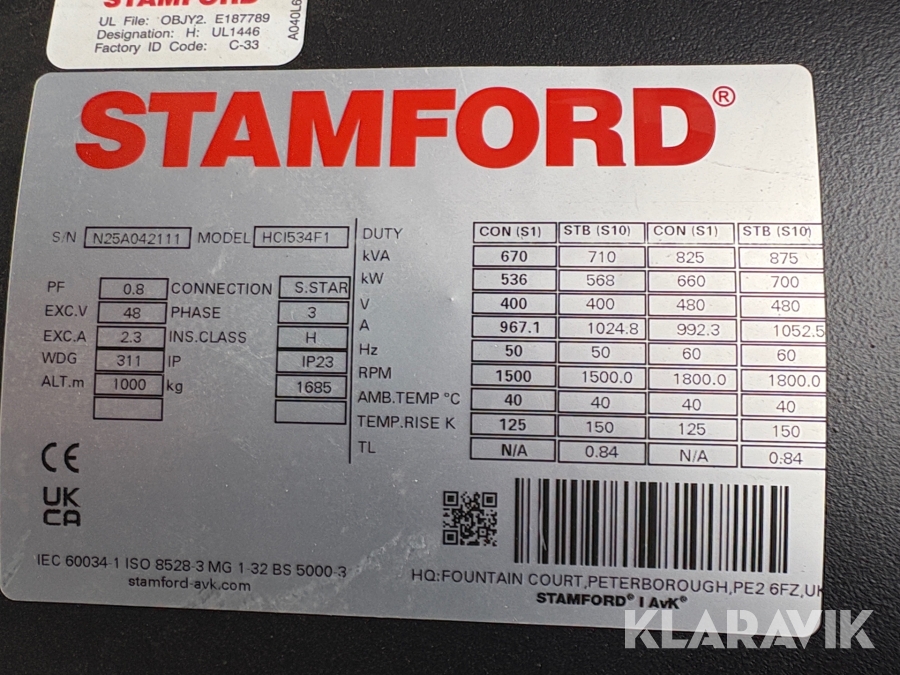 STAMFORD
UL File: OBJY2. E187789
Designation: H: UL1446
Factory ID Code: C-33
A040L6
STAMFORD®
S/N N25A042111 MODEL HCI534F1
PF 0.8 CONNECTION S.STAR
EXC.V 48 PHASE 3
EXC.A 2.3 INS.CLASS H
WDG 311 IP IP23
ALT.m 1000 kg 1685
DUTY CON (S1) STB (S10) CON (S1) STB (S10)
kVA 670 710 825 875
kW 536 568 660 700
V 400 400 480 480
A 967.1 1024.8 992.3 1052.5
Hz 50 50 60 60
RPM 1500 1500.0 1800.0 1800.0
AMB.TEMP °C 40 40 40 40
TEMP.RISE K 125 150 125 150
TL N/A 0.84 N/A 0.84
CE
UK
CA
IEC 60034-1 ISO 8528-3 MG 1-32 BS 5000-3
stamford-avk.com
HQ:FOUNTAIN COURT,PETERBOROUGH,PE2 6FZ,UK
STAMFORD® | AvK®
KLARAVIK